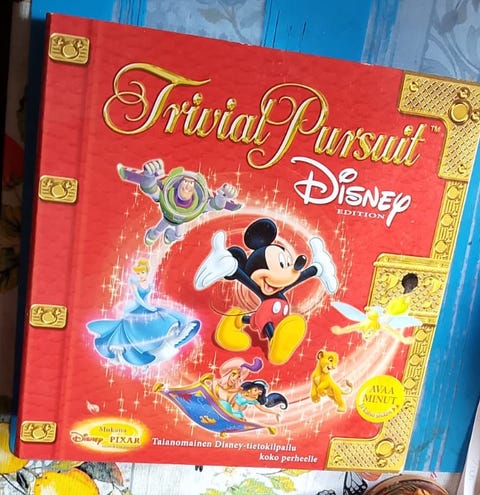 Trivial Pursuit™
Disney
EDITION
AVAA
MINUT
Mukana
Disney PIXAR
Taianomainen Disney-tietokilpailu
koko perheelle